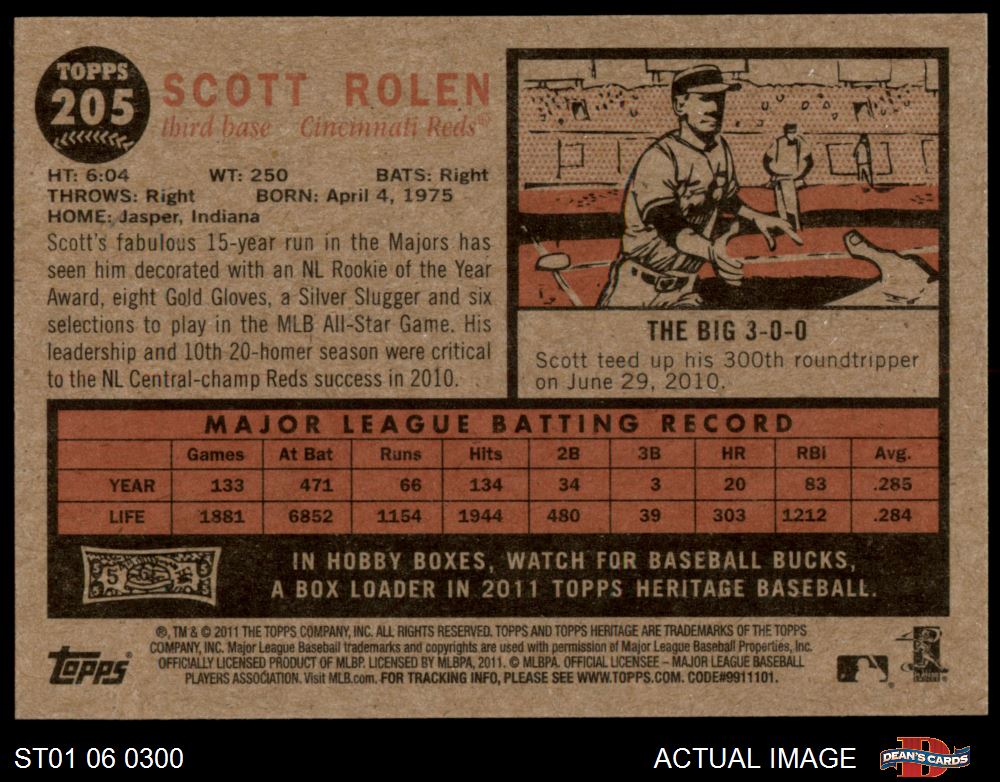 TOPPS
205
SCOTT ROLEN
third base Cincinnati Reds®
HT: 6:04 WT: 250 BATS: Right
THROWS: Right BORN: April 4, 1975
HOME: Jasper, Indiana
Scott's fabulous 15-year run in the Majors has
seen him decorated with an NL Rookie of the Year
Award, eight Gold Gloves, a Silver Slugger and six
selections to play in the MLB All-Star Game. His
leadership and 10th 20-homer season were critical
to the NL Central-champ Reds success in 2010.
THE BIG 3-0-0
Scott teed up his 300th roundtripper
on June 29, 2010.
MAJOR LEAGUE BATTING RECORD
Games At Bat Runs Hits 2B 3B HR RBI Avg.
YEAR 133 471 66 134 34 3 20 83 .285
LIFE 1881 6852 1154 1944 480 39 303 1212 .284
5
IN HOBBY BOXES, WATCH FOR BASEBALL BUCKS,
A BOX LOADER IN 2011 TOPPS HERITAGE BASEBALL.
®, TM & © 2011 THE TOPPS COMPANY, INC. ALL RIGHTS RESERVED. TOPPS AND TOPPS HERITAGE ARE TRADEMARKS OF THE TOPPS
COMPANY, INC. Major League Baseball trademarks and copyrights are used with permission of Major League Baseball Properties, Inc.
OFFICIALLY LICENSED PRODUCT OF MLBP. LICENSED BY MLBPA, 2011. © MLBPA. OFFICIAL LICENSEE – MAJOR LEAGUE BASEBALL
PLAYERS ASSOCIATION. Visit MLB.com. FOR TRACKING INFO, PLEASE SEE WWW.TOPPS.COM. CODE#9911101.
Topps®
ST01 06 0300
ACTUAL IMAGE
DEAN'S CARDS